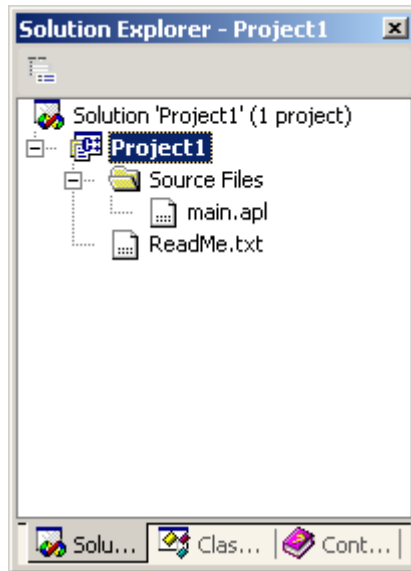 Solution Explorer - Project1
Solution 'Project1' (1 project)
Project1
Source Files
main.apl
ReadMe.txt
Solu... Clas... Cont...